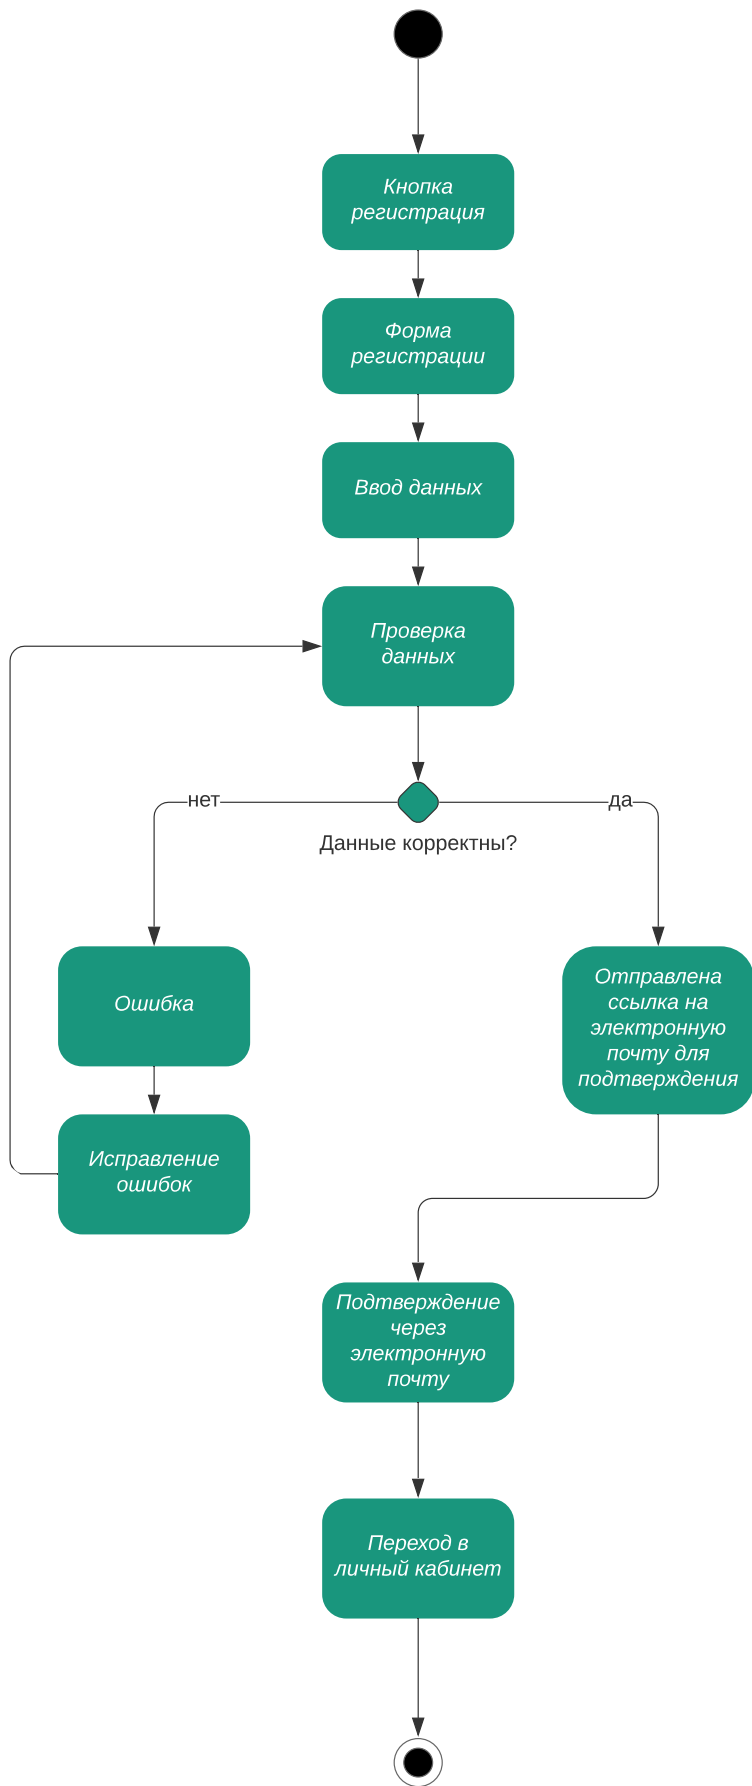 Кнопка
регистрация
Форма
регистрации
Ввод данных
Проверка
данных
нет
да
Данные корректны?
Ошибка
Отправлена
ссылка на
электронную
почту для
подтверждения
Исправление
ошибок
Подтверждение
через
электронную
почту
Переход в
личный кабинет